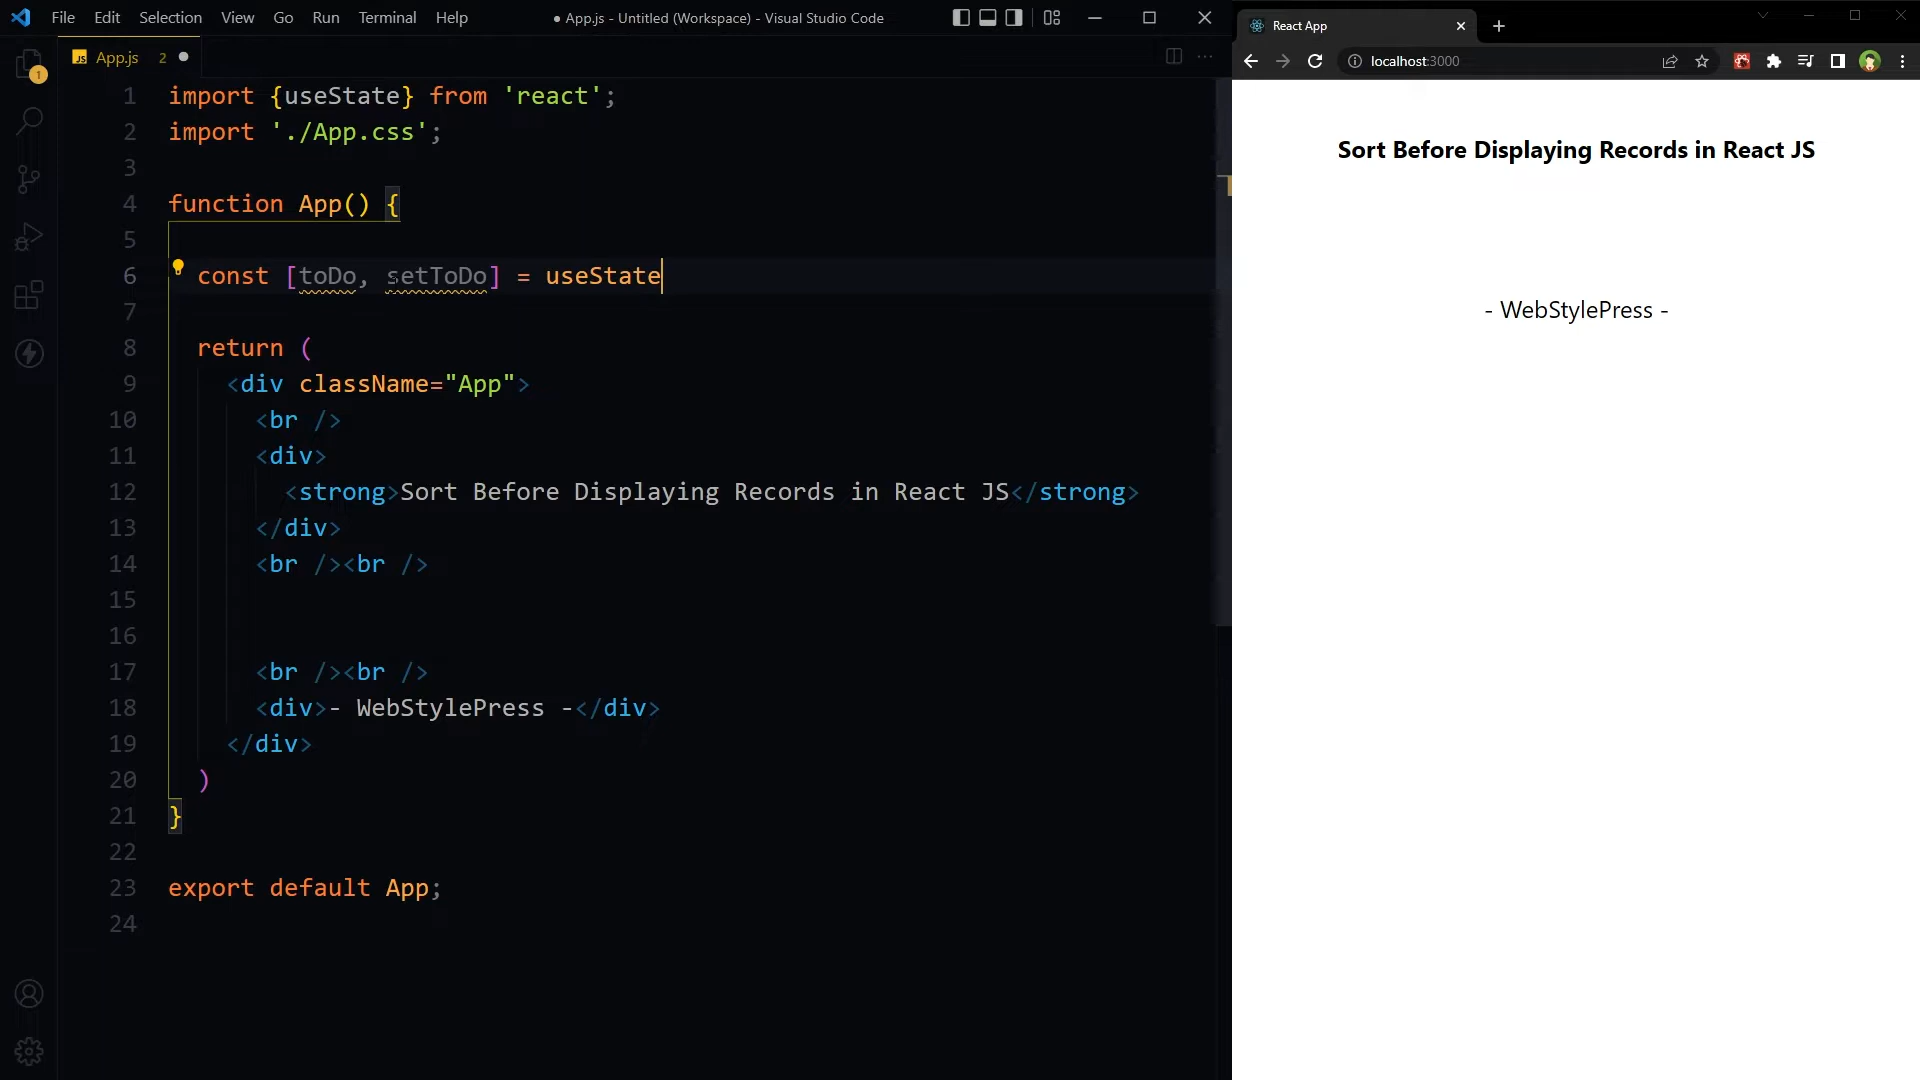 File Edit Selection View Go Run Terminal Help
● App.js - Untitled (Workspace) - Visual Studio Code
JS App.js 2 ●
1 import {useState} from 'react';
2 import './App.css';
3
4 function App() {
5
6 const [toDo, setToDo] = useState
7
8 return (
9 <div className="App">
10 <br />
11 <div>
12 <strong>Sort Before Displaying Records in React JS</strong>
13 </div>
14 <br /><br />
15
16
17 <br /><br />
18 <div>- WebStylePress -</div>
19 </div>
20 )
21 }
22
23 export default App;
24
1
React App
localhost:3000
Sort Before Displaying Records in React JS
- WebStylePress -